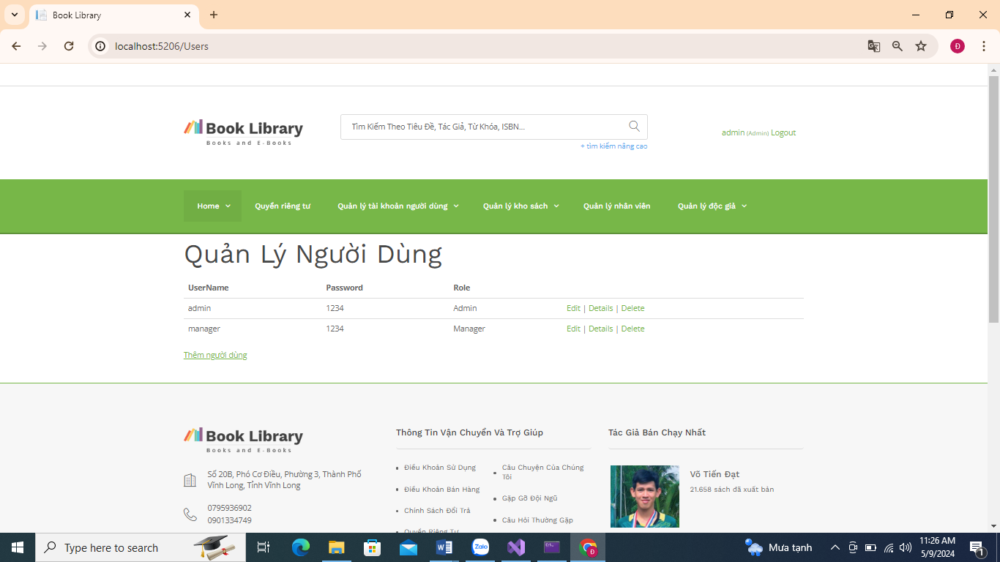 Book Library
localhost:5206/Users
Đ
Book Library
Books and E-Books
Tìm Kiếm Theo Tiêu Đề, Tác Giả, Từ Khóa, ISBN...
+ tìm kiếm nâng cao
admin (Admin) Logout
Home Quyền riêng tư Quản lý tài khoản người dùng Quản lý kho sách Quản lý nhân viên Quản lý độc giả
Quản Lý Người Dùng
UserName Password Role
admin 1234 Admin Edit | Details | Delete
manager 1234 Manager Edit | Details | Delete
Thêm người dùng
Book Library
Books and E-Books
Số 20B, Phó Cơ Điều, Phường 3, Thành Phố
Vĩnh Long, Tỉnh Vĩnh Long
0795936902
0901334749
Thông Tin Vận Chuyển Và Trợ Giúp
Điều Khoản Sử Dụng
Điều Khoản Bán Hàng
Chính Sách Đổi Trả
Quyền Riêng Tư
Câu Chuyện Của Chúng
Tôi
Gặp Gỡ Đội Ngũ
Câu Hỏi Thường Gặp
Tác Giả Bán Chạy Nhất
Võ Tiến Đạt
21.658 sách đã xuất bản
Type here to search
Zalo
Đ
Mưa tạnh
11:26 AM
5/9/2024
1